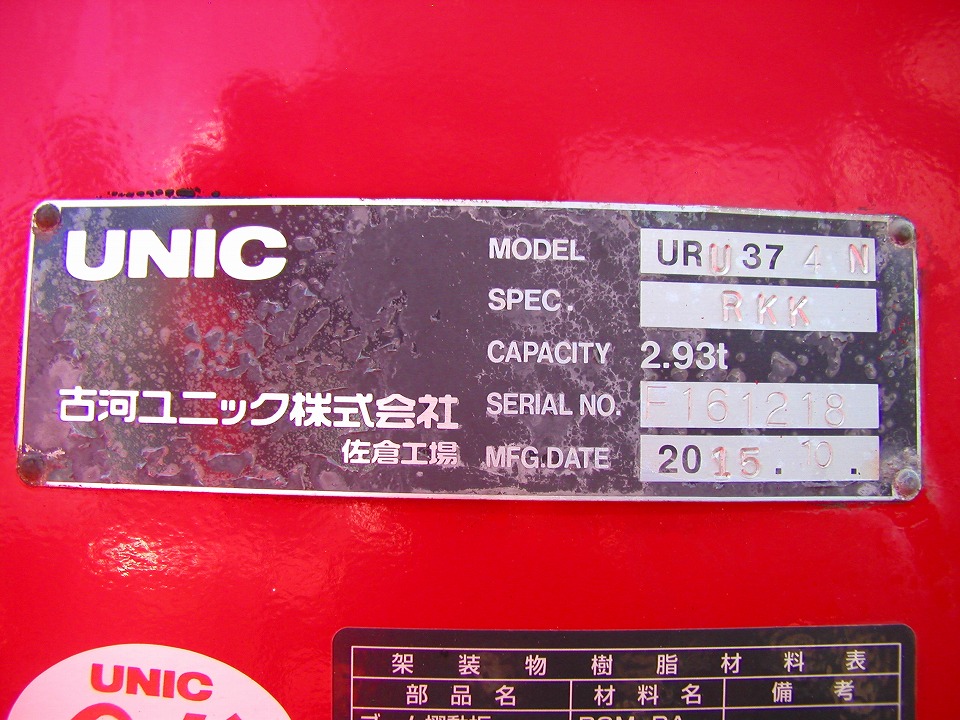 UNIC
MODEL URU374N
SPEC. RKK
CAPACITY 2.93t
古河ユニック株式会社
SERIAL NO. F161218
佐倉工場
MFG.DATE 2015.10.
UNIC
架装物樹脂材料表
部品名 材料名 備考